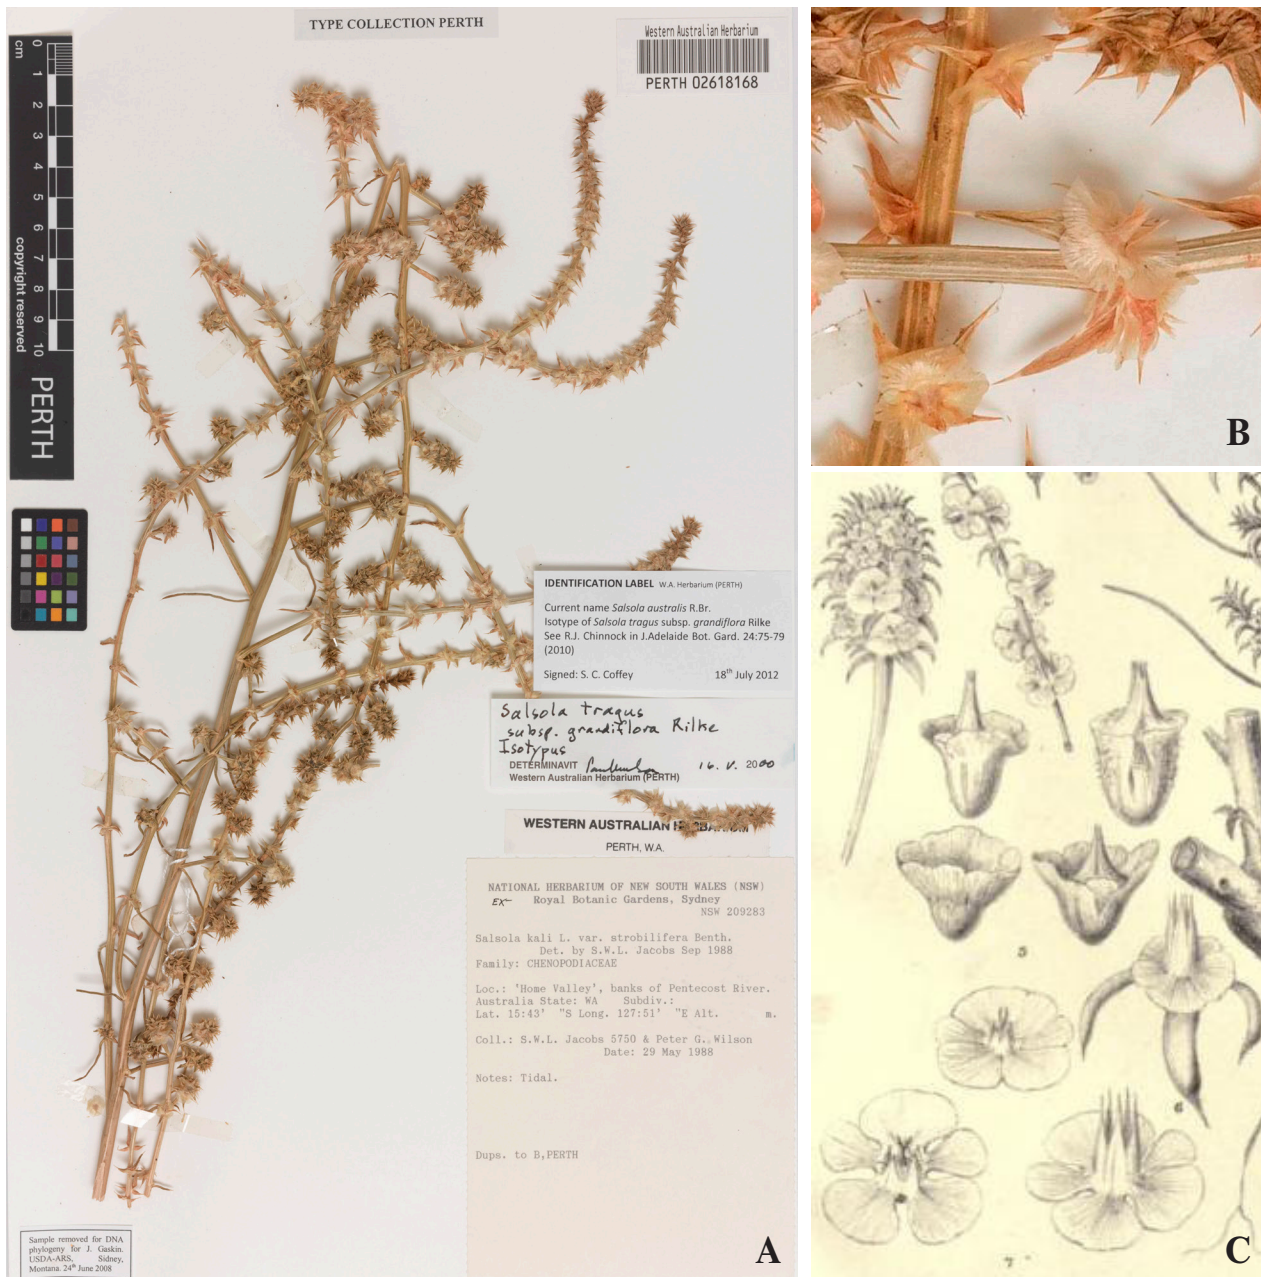 TYPE COLLECTION PERTH
Western Australian Herbarium
PERTH 02618168
cm
0
1
2
3
4
5
6
7
8
9
10
copyright reserved
PERTH
B
IDENTIFICATION LABEL W.A. Herbarium (PERTH)
Current name Salsola australis R.Br.
Isotype of Salsola tragus subsp. grandiflora Rilke
See R.J. Chinnock in J.Adelaide Bot. Gard. 24:75-79
(2010)
Signed: S. C. Coffey 18th July 2012
Salsola tragus
subsp. grandiflora Rilke
Isotypus
DETERMINAVIT 16. V. 2000
Western Australian Herbarium (PERTH)
WESTERN AUSTRALIAN
PERTH, W.A.
NATIONAL HERBARIUM OF NEW SOUTH WALES (NSW)
EX- Royal Botanic Gardens, Sydney
NSW 209283
Salsola kali L. var. strobilifera Benth.
Det. by S.W.L. Jacobs Sep 1988
Family: CHENOPODIACEAE
Loc.: 'Home Valley', banks of Pentecost River.
Australia State: WA Subdiv.:
Lat. 15:43' "S Long. 127:51' "E Alt. m.
Coll.: S.W.L. Jacobs 5750 & Peter G. Wilson
Date: 29 May 1988
Notes: Tidal.
Dups. to B,PERTH
Sample removed for DNA
phylogeny for J. Gaskin.
USDA-ARS, Sidney,
Montana. 24th June 2008
A
5
6
7
C